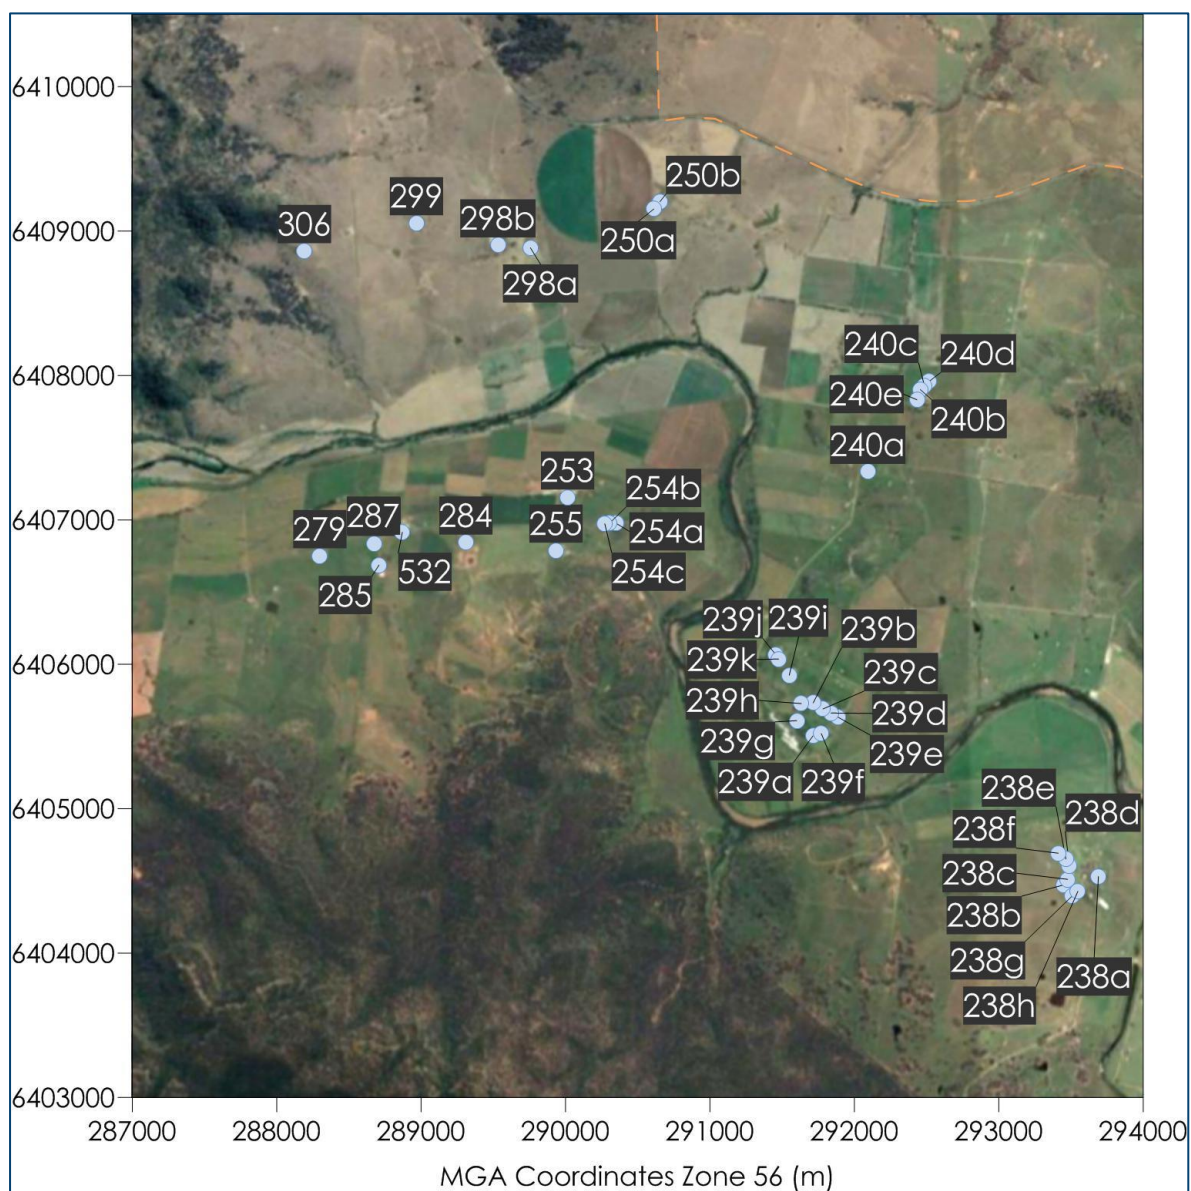 6410000
250b
299
306
298b
6409000
250a
298a
240c
240d
6408000
240e
240b
240a
253
254b
287
284
255
279
6407000
254a
532
254c
285
239j
239i
239b
6406000
239k
239c
239h
239d
239g
239e
239a
239f
238e
6405000
238d
238f
238c
238b
6404000
238g
238a
238h
6403000
287000 288000 289000 290000 291000 292000 293000 294000
MGA Coordinates Zone 56 (m)